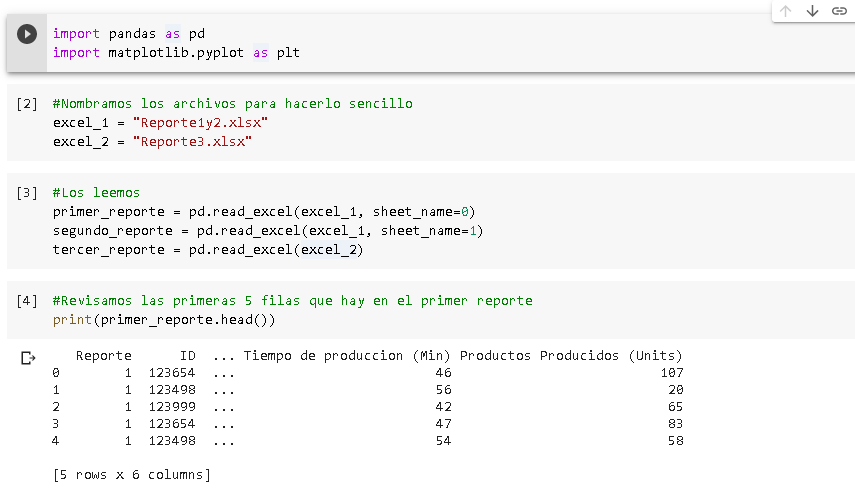 import pandas as pd
import matplotlib.pyplot as plt
[2] #Nombramos los archivos para hacerlo sencillo
excel_1 = "Reporte1y2.xlsx"
excel_2 = "Reporte3.xlsx"
[3] #Los leemos
primer_reporte = pd.read_excel(excel_1, sheet_name=0)
segundo_reporte = pd.read_excel(excel_1, sheet_name=1)
tercer_reporte = pd.read_excel(excel_2)
[4] #Revisamos las primeras 5 filas que hay en el primer reporte
print(primer_reporte.head())
Reporte ID ... Tiempo de produccion (Min) Productos Producidos (Units)
0 1 123654 ... 46 107
1 1 123498 ... 56 20
2 1 123999 ... 42 65
3 1 123654 ... 47 83
4 1 123498 ... 54 58
[5 rows x 6 columns]